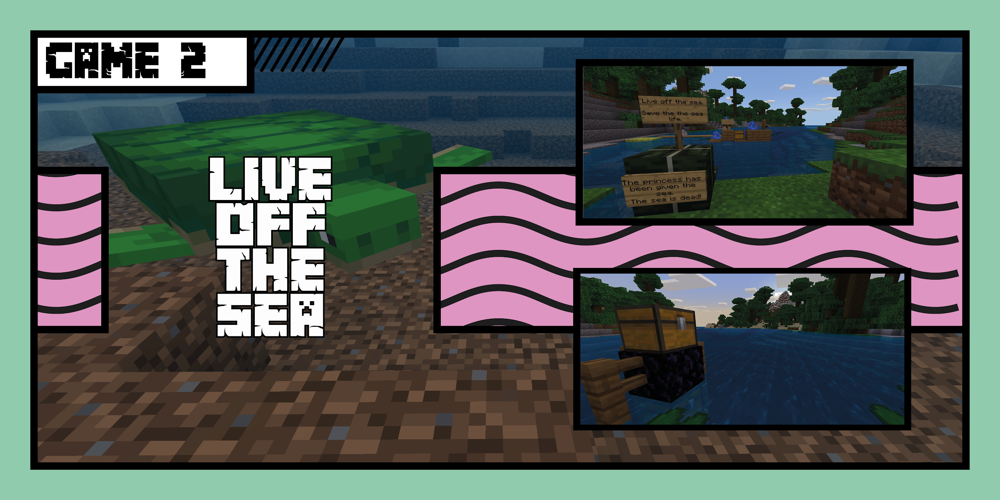 GAME 2
LIVE
OFF
THE
SEA
Live off the sea.
Save the the sea
life.
The princess has
been given the
sea.
The sea is dead!